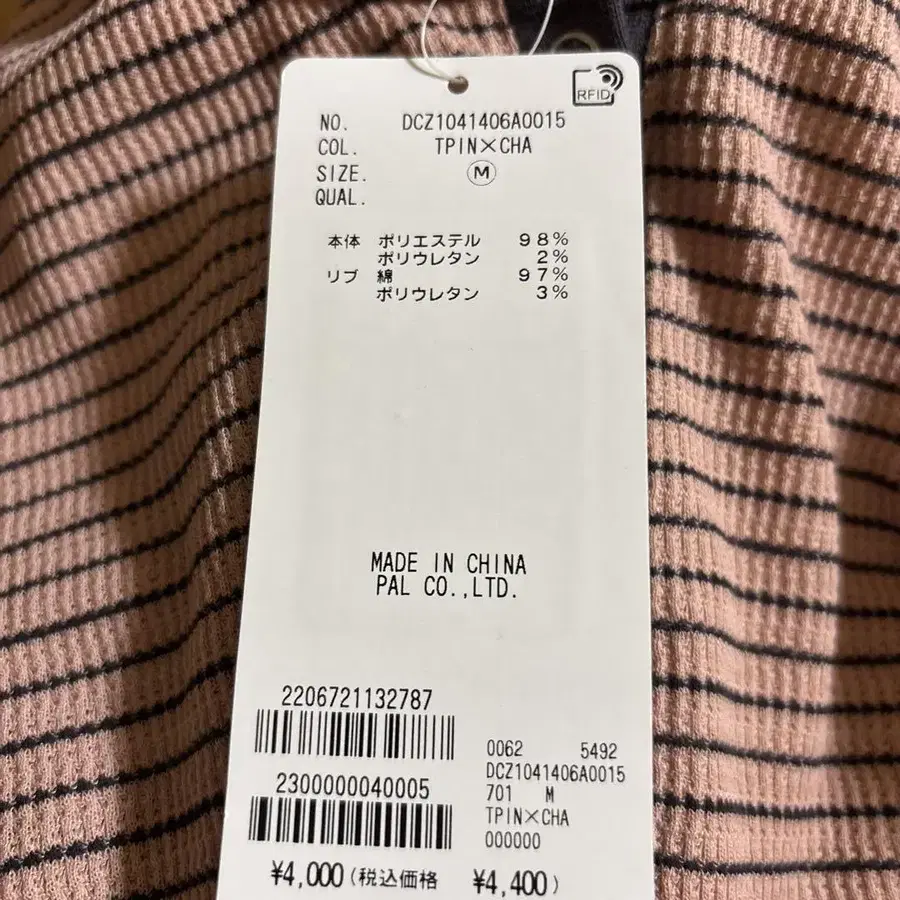 RFID
NO. DCZ1041406A0015
COL. TPIN×CHA
SIZE. M
QUAL.
本体 ポリエステル 98%
ポリウレタン 2%
リブ 綿 97%
ポリウレタン 3%
MADE IN CHINA
PAL CO.,LTD.
2206721132787
2300000040005
0062 5492
DCZ1041406A0015
701 M
TPIN×CHA
000000
¥4,000(税込価格 ¥4,400)